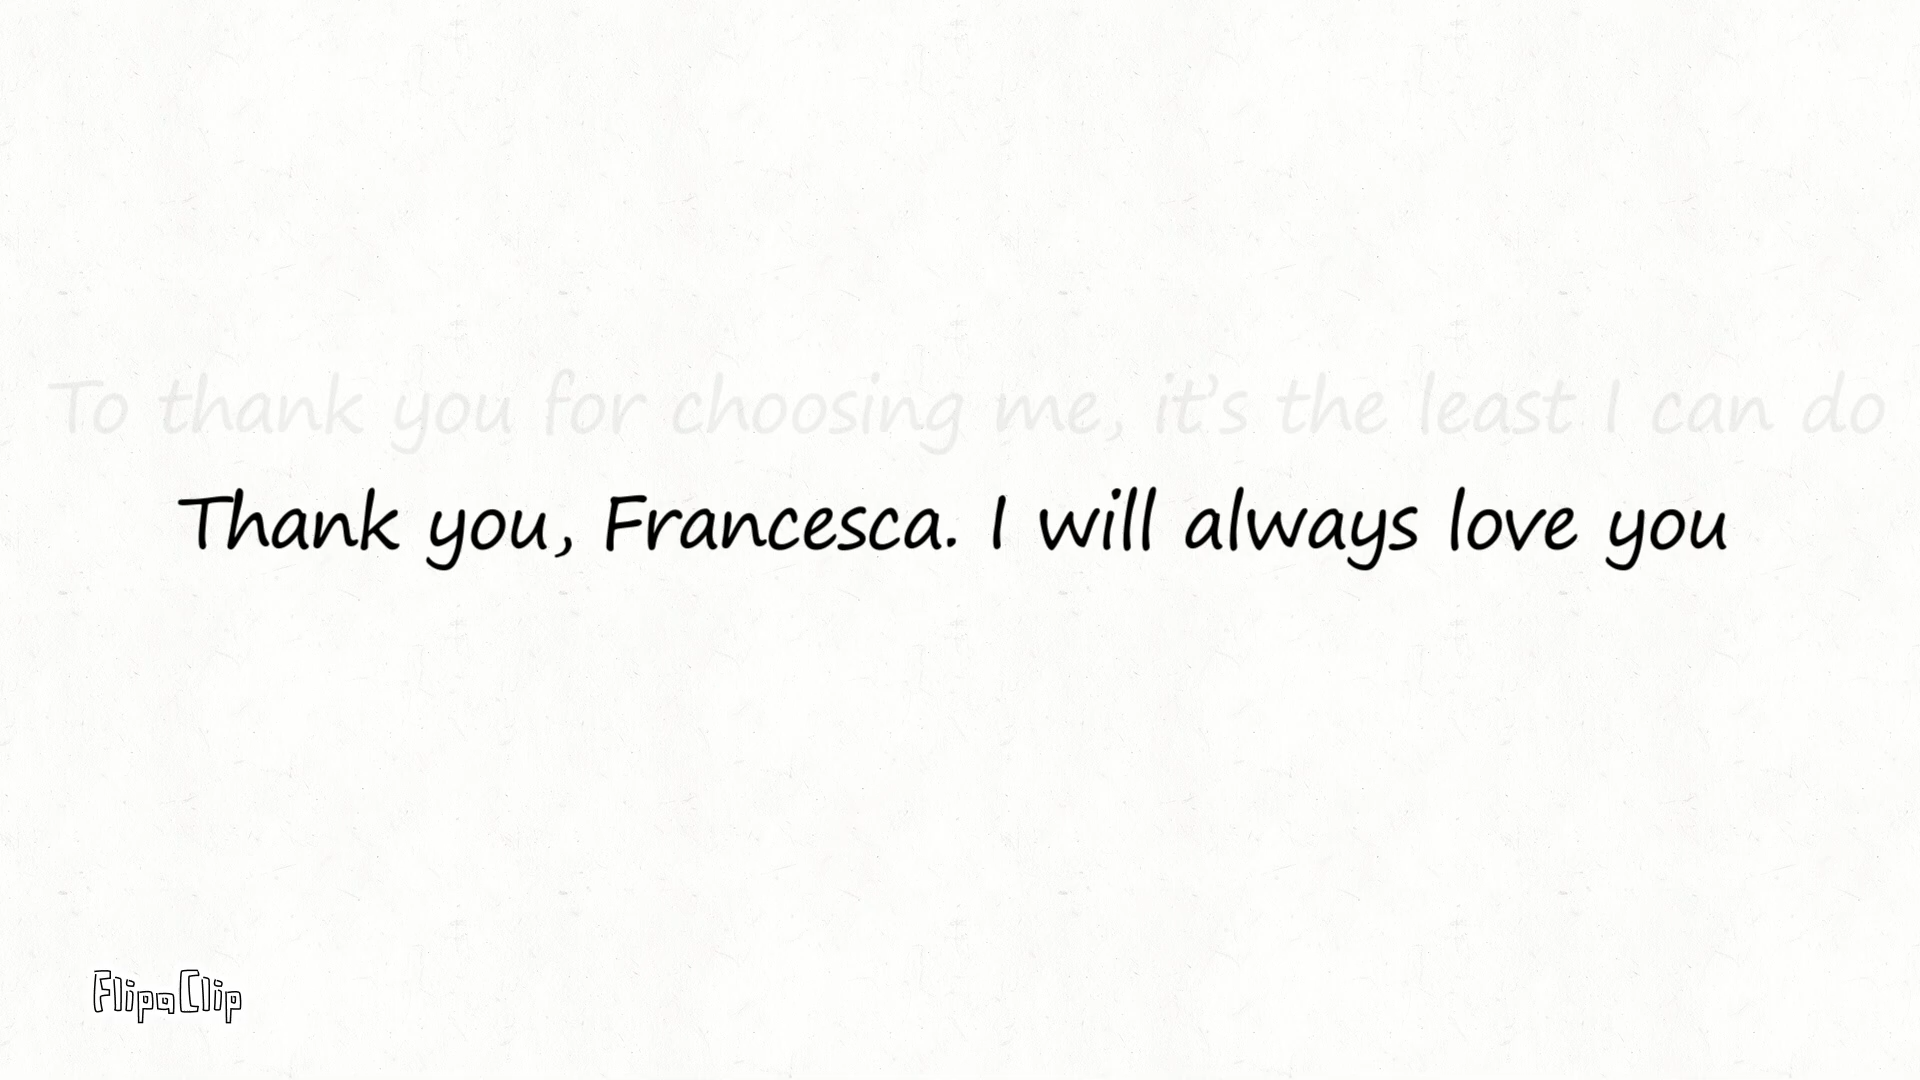 To thank you for choosing me, it's the least I can do
Thank you, Francesca. I will always love you
FlipaClip